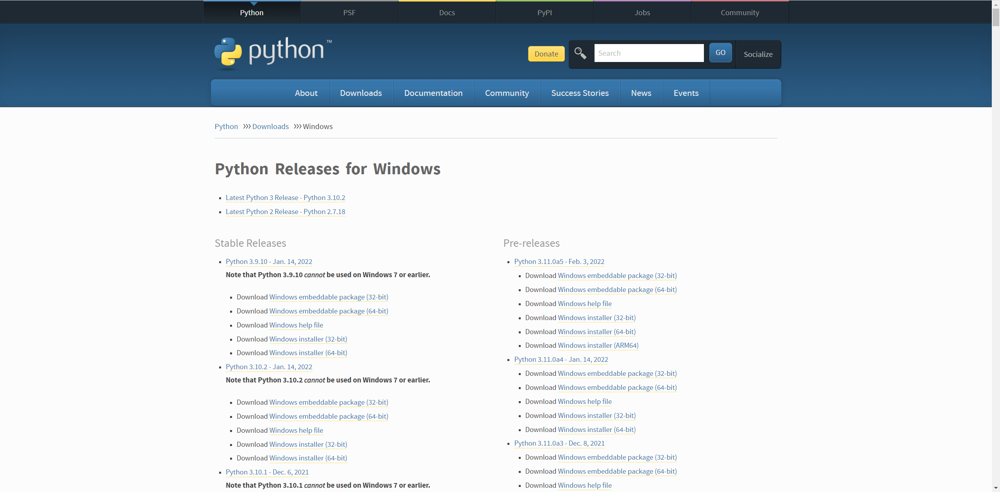 Python PSF Docs PyPI Jobs Community
python™
Donate Search GO Socialize
About Downloads Documentation Community Success Stories News Events
Python >>> Downloads >>> Windows
Python Releases for Windows
Latest Python 3 Release - Python 3.10.2
Latest Python 2 Release - Python 2.7.18
Stable Releases
Python 3.9.10 - Jan. 14, 2022
Note that Python 3.9.10 cannot be used on Windows 7 or earlier.
Download Windows embeddable package (32-bit)
Download Windows embeddable package (64-bit)
Download Windows help file
Download Windows installer (32-bit)
Download Windows installer (64-bit)
Python 3.10.2 - Jan. 14, 2022
Note that Python 3.10.2 cannot be used on Windows 7 or earlier.
Download Windows embeddable package (32-bit)
Download Windows embeddable package (64-bit)
Download Windows help file
Download Windows installer (32-bit)
Download Windows installer (64-bit)
Python 3.10.1 - Dec. 6, 2021
Note that Python 3.10.1 cannot be used on Windows 7 or earlier.
Pre-releases
Python 3.11.0a5 - Feb. 3, 2022
Download Windows embeddable package (32-bit)
Download Windows embeddable package (64-bit)
Download Windows help file
Download Windows installer (32-bit)
Download Windows installer (64-bit)
Download Windows installer (ARM64)
Python 3.11.0a4 - Jan. 14, 2022
Download Windows embeddable package (32-bit)
Download Windows embeddable package (64-bit)
Download Windows help file
Download Windows installer (32-bit)
Download Windows installer (64-bit)
Python 3.11.0a3 - Dec. 8, 2021
Download Windows embeddable package (32-bit)
Download Windows embeddable package (64-bit)
Download Windows help file